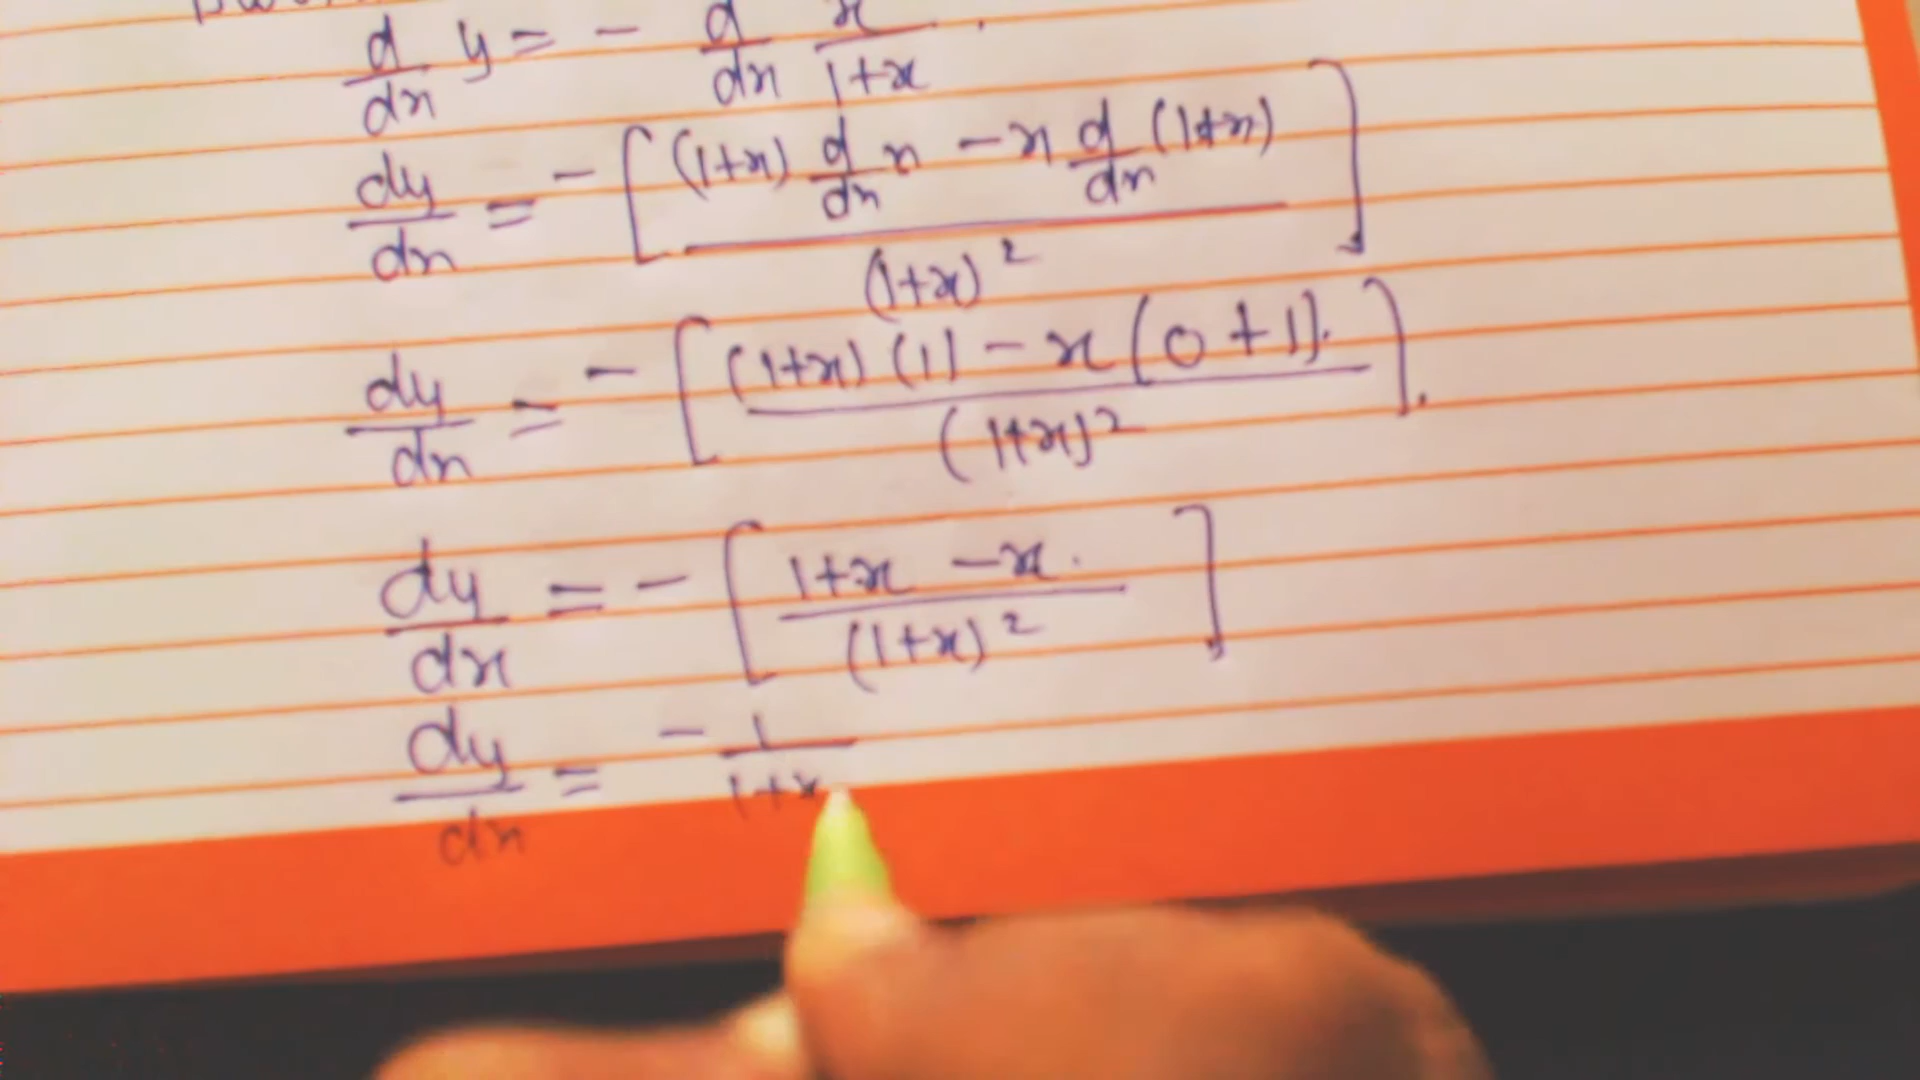 d/dx y = - d/dx x/1+x .
dy/dx = - [ (1+x) d/dx x - x d/dx (1+x) / (1+x)² ]
dy/dx = - [ (1+x) (1) - x (0 + 1). / (1+x)² ].
dy/dx = - [ 1+x - x. / (1+x)² ]
dy/dx = - 1/1+x